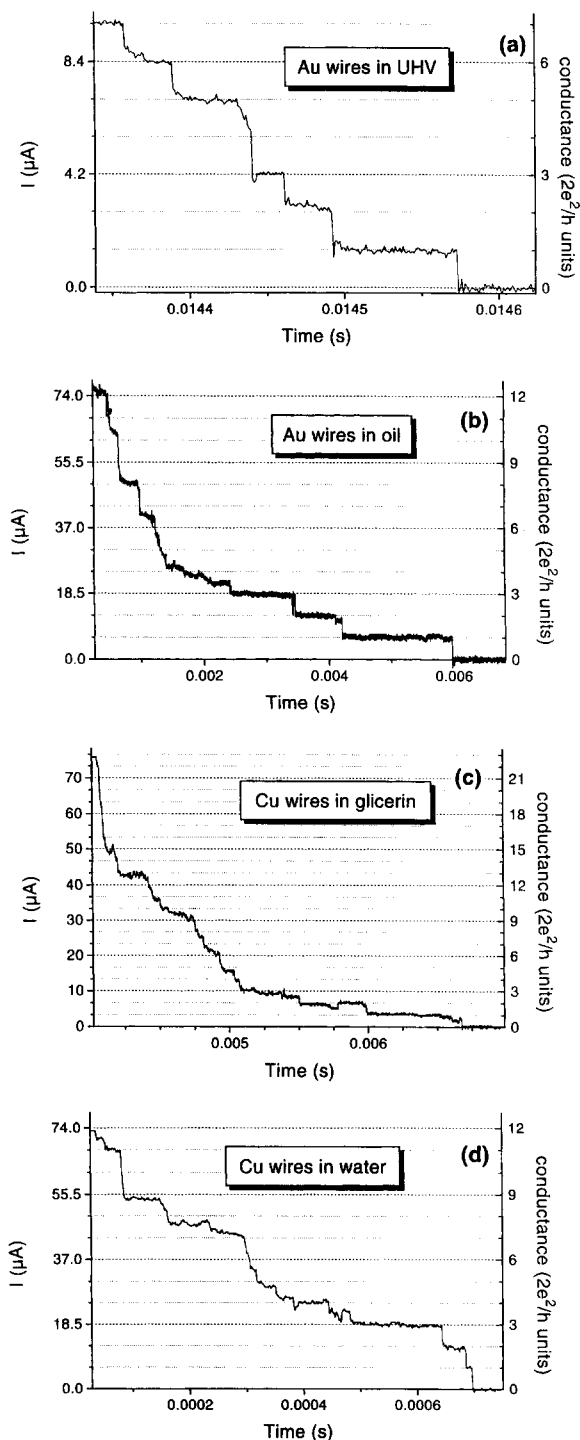 (a)
Au wires in UHV
8.4
4.2
0.0
I (μA)
6
3
0
conductance (2e²/h units)
0.0144
0.0145
0.0146
Time (s)
(b)
Au wires in oil
74.0
55.5
37.0
18.5
0.0
I (μA)
12
9
6
3
0
conductance (2e²/h units)
0.002
0.004
0.006
Time (s)
(c)
Cu wires in glicerin
70
60
50
40
30
20
10
0
I (μA)
21
18
15
12
9
6
3
0
conductance (2e²/h units)
0.005
0.006
Time (s)
(d)
Cu wires in water
74.0
55.5
37.0
18.5
0.0
I (μA)
12
9
6
3
0
conductance (2e²/h units)
0.0002
0.0004
0.0006
Time (s)